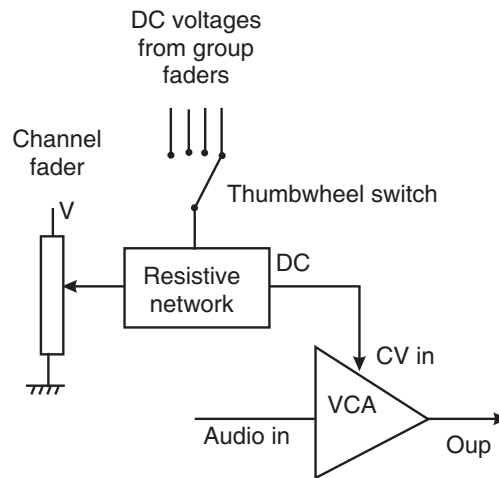 DC voltages
from group
faders
Channel
fader
V
Thumbwheel switch
Resistive
network
DC
CV in
VCA
Audio in
Oup